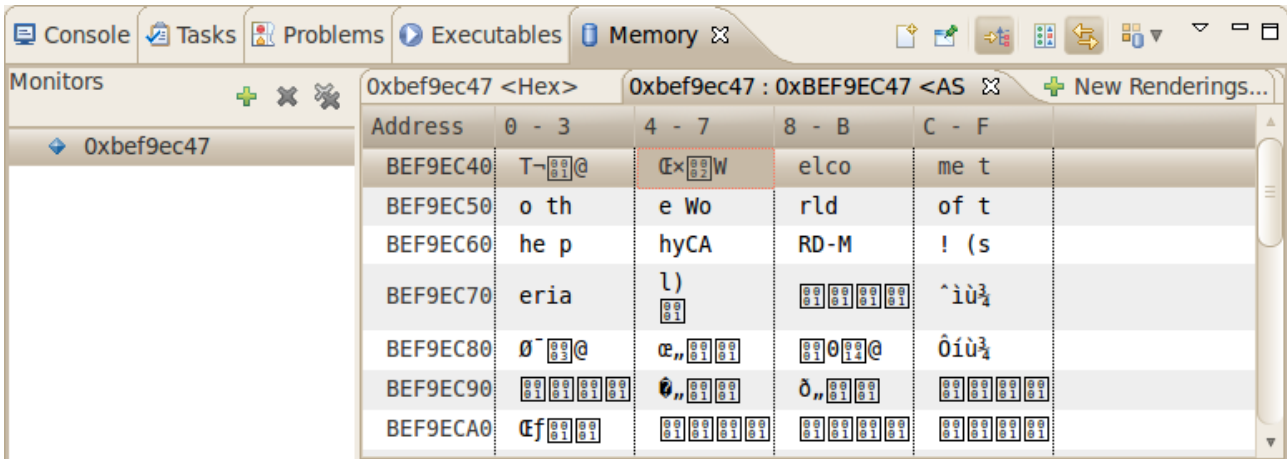 Console Tasks Problems Executables Memory
Monitors
0xbef9ec47
0xbef9ec47 <Hex> 0xbef9ec47 : 0xBEF9EC47 <AS New Renderings...
Address 0 - 3 4 - 7 8 - B C - F
BEF9EC40 T¬@ Œ×W elco me t
BEF9EC50 o th e Wo rld of t
BEF9EC60 he p hyCA RD-M ! (s
BEF9EC70 eria l) ˆìù¾
BEF9EC80 Ø¯@ œ„ 0@ Ôíù¾
BEF9EC90 „ ð„
BEF9ECA0 Œƒ